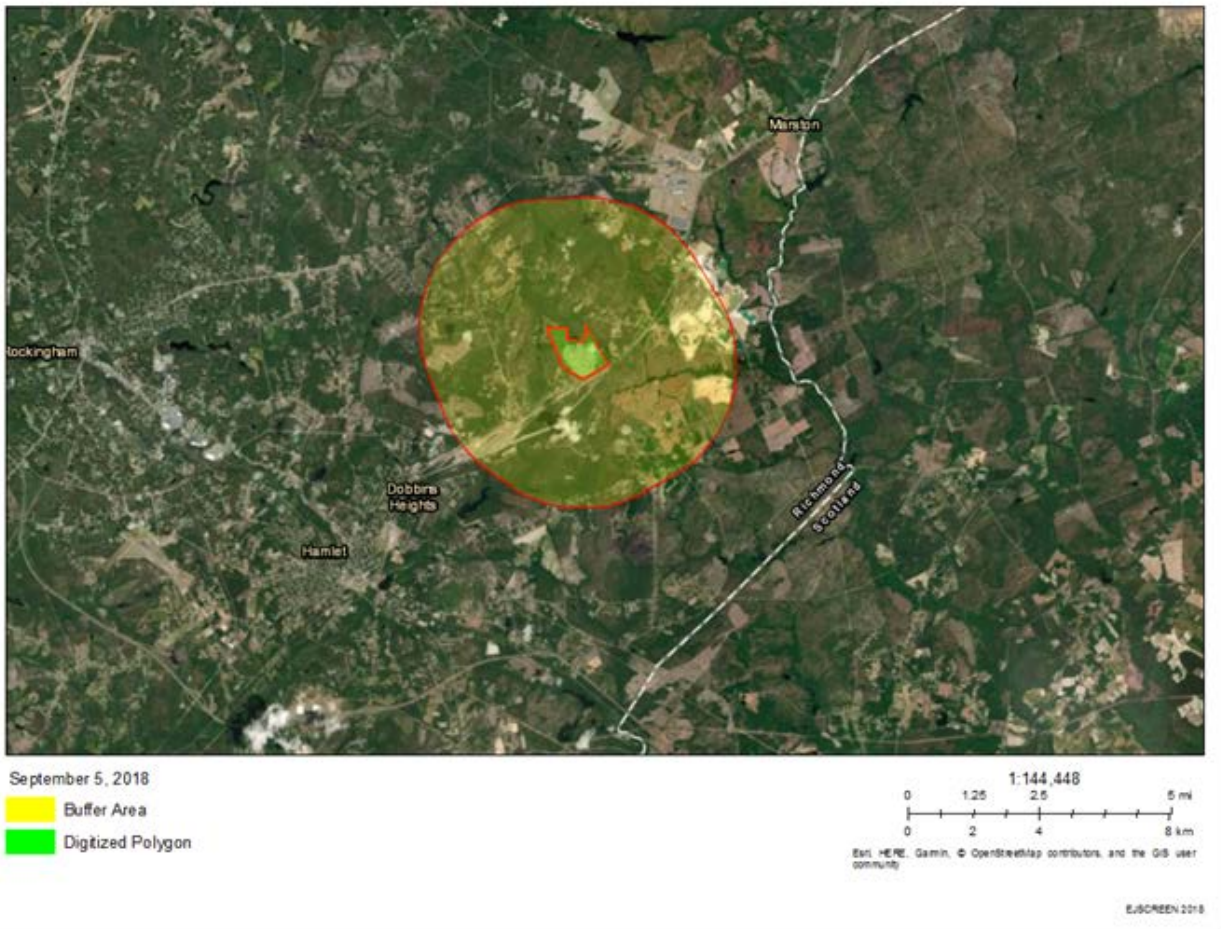 Marston
Rockingham
Dobbins
Heights
Hamlet
Richmond
Scotland
September 5, 2018
Buffer Area
Digitized Polygon
1:144,448
0 1.25 2.5 5 mi
0 2 4 8 km
Esri, HERE, Garmin, © OpenStreetMap contributors, and the GIS user
community
EJSCREEN 2018